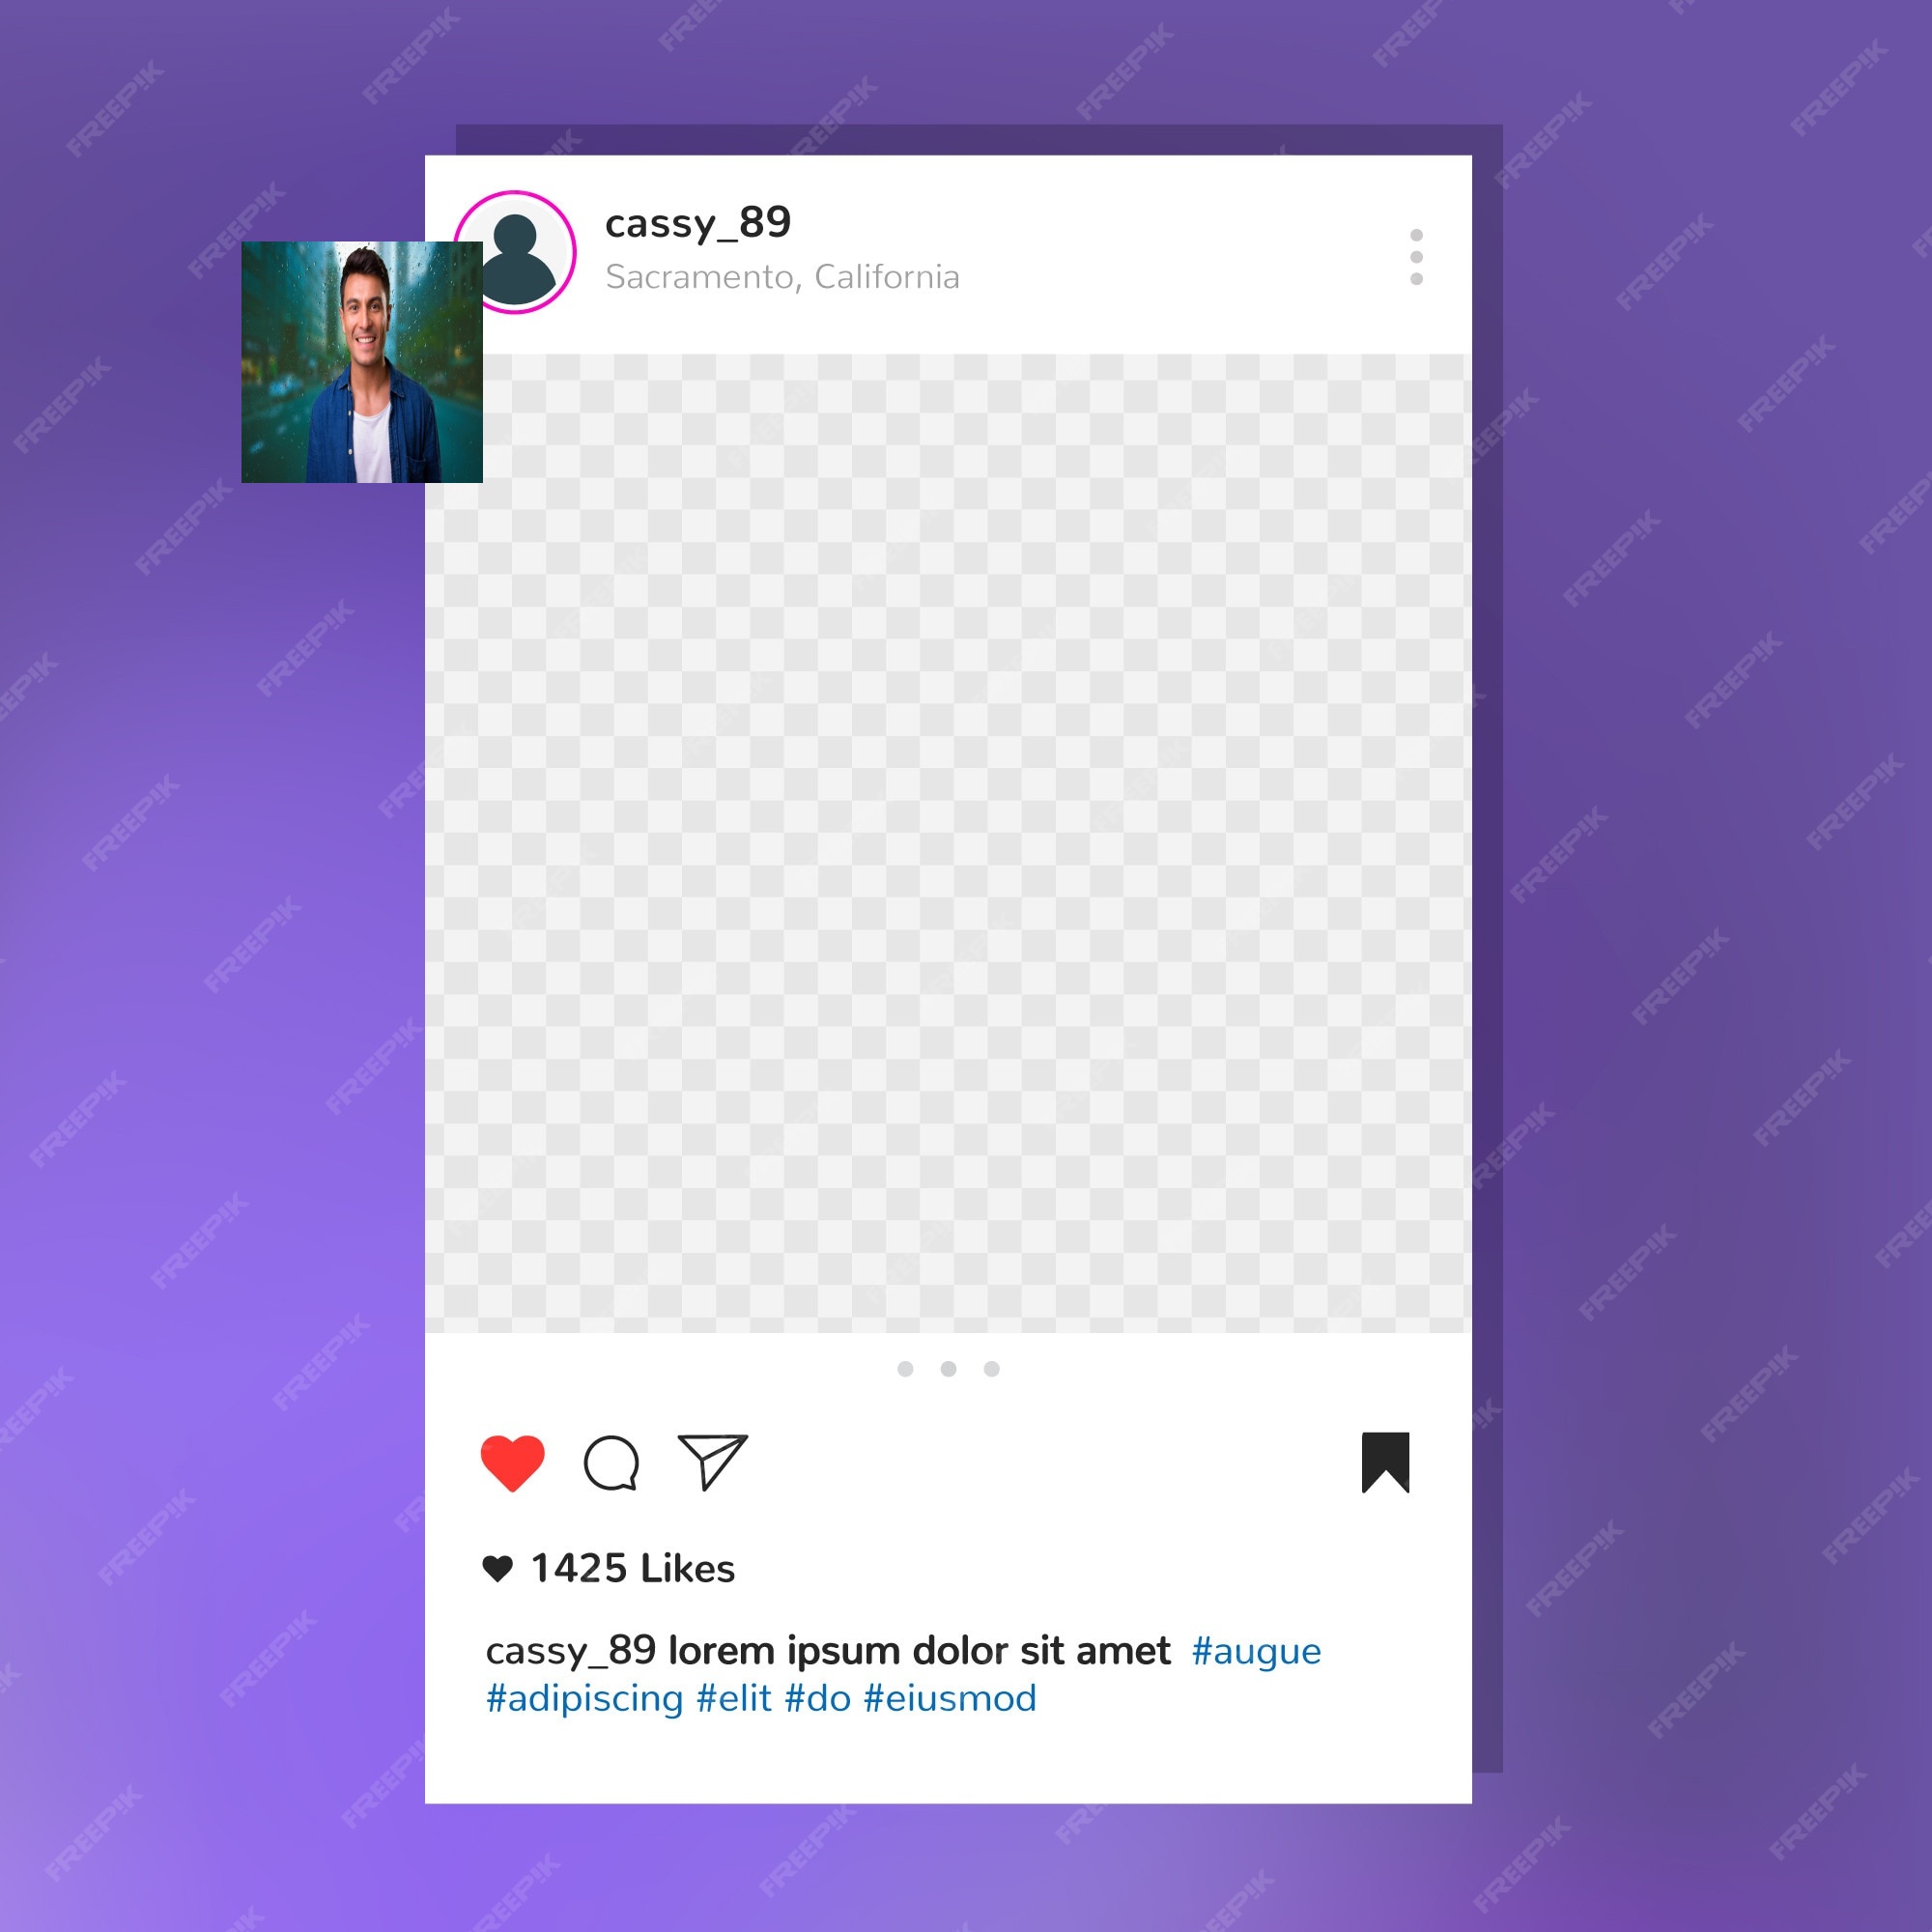 cassy_89
Sacramento, California
1425 Likes
cassy_89 lorem ipsum dolor sit amet #augue
#adipiscing #elit #do #eiusmod
FREEPIK